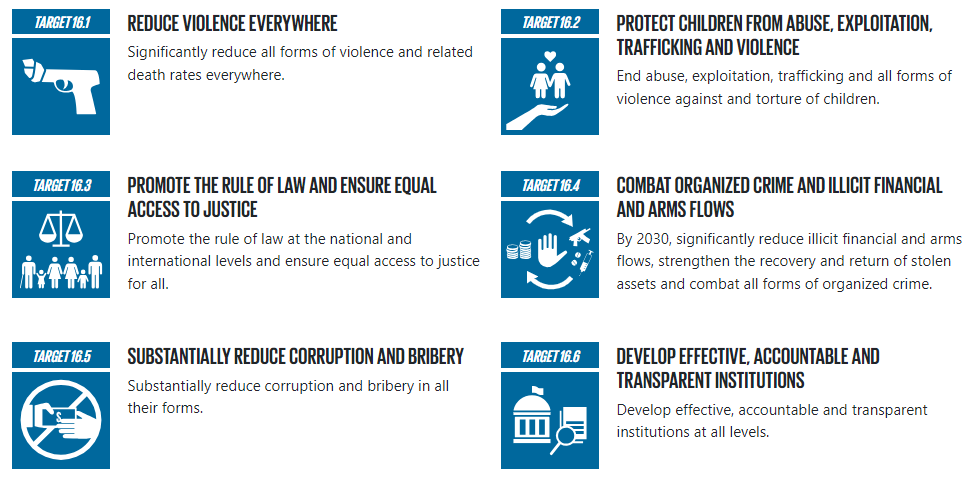 TARGET 16.1
REDUCE VIOLENCE EVERYWHERE
Significantly reduce all forms of violence and related
death rates everywhere.
TARGET 16.2
PROTECT CHILDREN FROM ABUSE, EXPLOITATION,
TRAFFICKING AND VIOLENCE
End abuse, exploitation, trafficking and all forms of
violence against and torture of children.
TARGET 16.3
PROMOTE THE RULE OF LAW AND ENSURE EQUAL
ACCESS TO JUSTICE
Promote the rule of law at the national and
international levels and ensure equal access to justice
for all.
TARGET 16.4
COMBAT ORGANIZED CRIME AND ILLICIT FINANCIAL
AND ARMS FLOWS
By 2030, significantly reduce illicit financial and arms
flows, strengthen the recovery and return of stolen
assets and combat all forms of organized crime.
TARGET 16.5
SUBSTANTIALLY REDUCE CORRUPTION AND BRIBERY
Substantially reduce corruption and bribery in all
their forms.
$
TARGET 16.6
DEVELOP EFFECTIVE, ACCOUNTABLE AND
TRANSPARENT INSTITUTIONS
Develop effective, accountable and transparent
institutions at all levels.